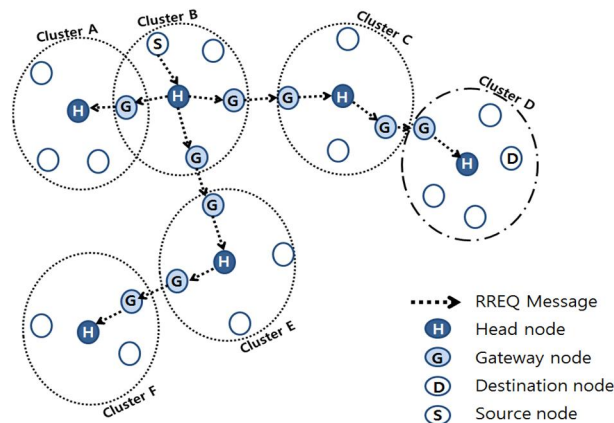 Cluster A
Cluster B
Cluster C
Cluster D
S
H
G
H
G
G
H
G
G
H
D
G
G
H
G
G
H
Cluster E
Cluster F
RREQ Message
H Head node
G Gateway node
D Destination node
S Source node